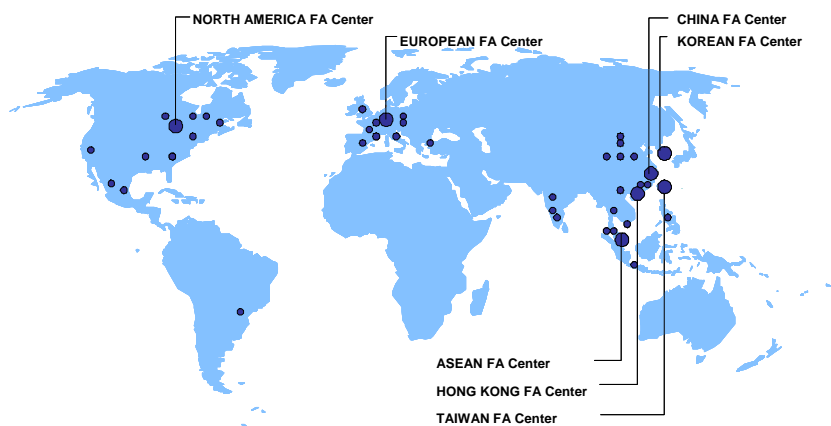 NORTH AMERICA FA Center
CHINA FA Center
EUROPEAN FA Center
KOREAN FA Center
ASEAN FA Center
HONG KONG FA Center
TAIWAN FA Center